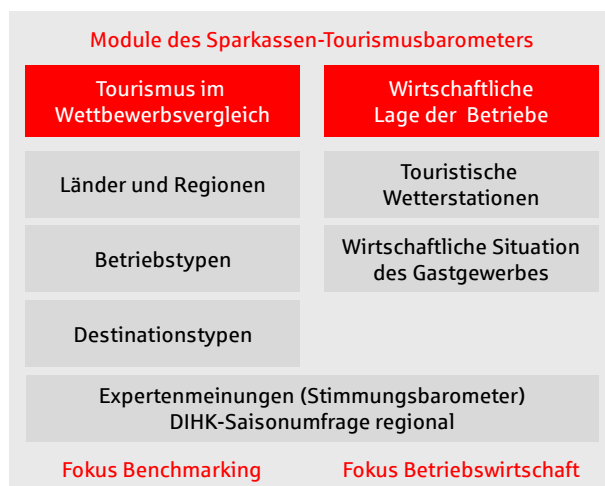 Module des Sparkassen-Tourismusbarometers
Tourismus im
Wettbewerbsvergleich
Wirtschaftliche
Lage der Betriebe
Länder und Regionen
Touristische
Wetterstationen
Betriebstypen
Wirtschaftliche Situation
des Gastgewerbes
Destinationstypen
Expertenmeinungen (Stimmungsbarometer)
DIHK-Saisonumfrage regional
Fokus Benchmarking
Fokus Betriebswirtschaft